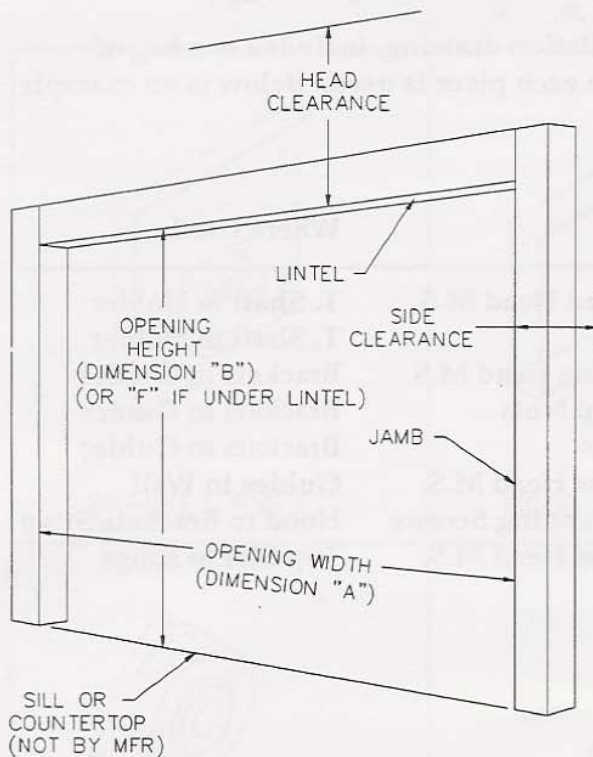 HEAD
CLEARANCE
LINTEL
SIDE
CLEARANCE
OPENING
HEIGHT
(DIMENSION "B")
(OR "F" IF UNDER LINTEL)
JAMB
OPENING WIDTH
(DIMENSION "A")
SILL OR
COUNTERTOP
(NOT BY MFR)